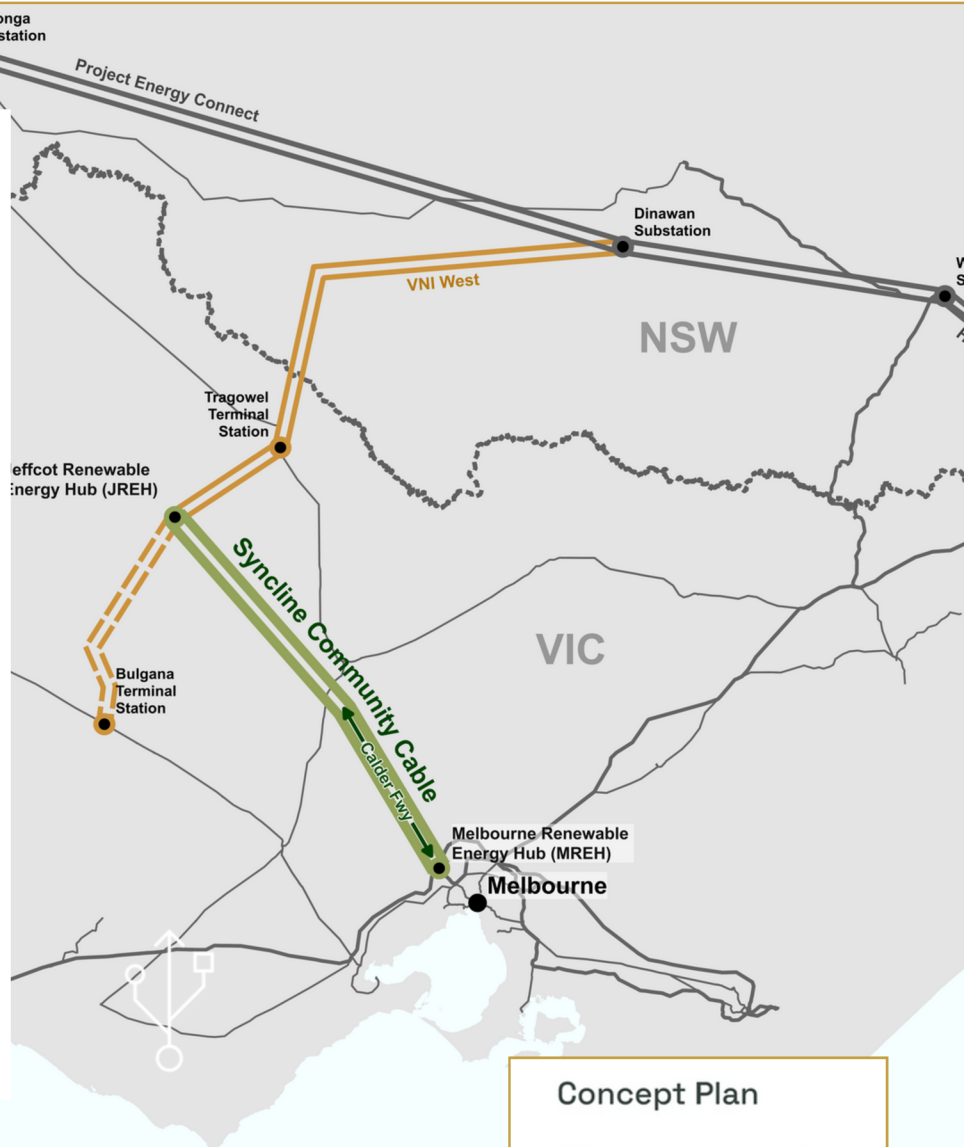 station
Project Energy Connect
Dinawan
Substation
VNI West
NSW
Tragowel
Terminal
Station
Renewable
Energy Hub (JREH)
Syncline Community Cable
VIC
Bulgana
Terminal
Station
Calder Fwy
Melbourne Renewable
Energy Hub (MREH)
Melbourne
Concept Plan